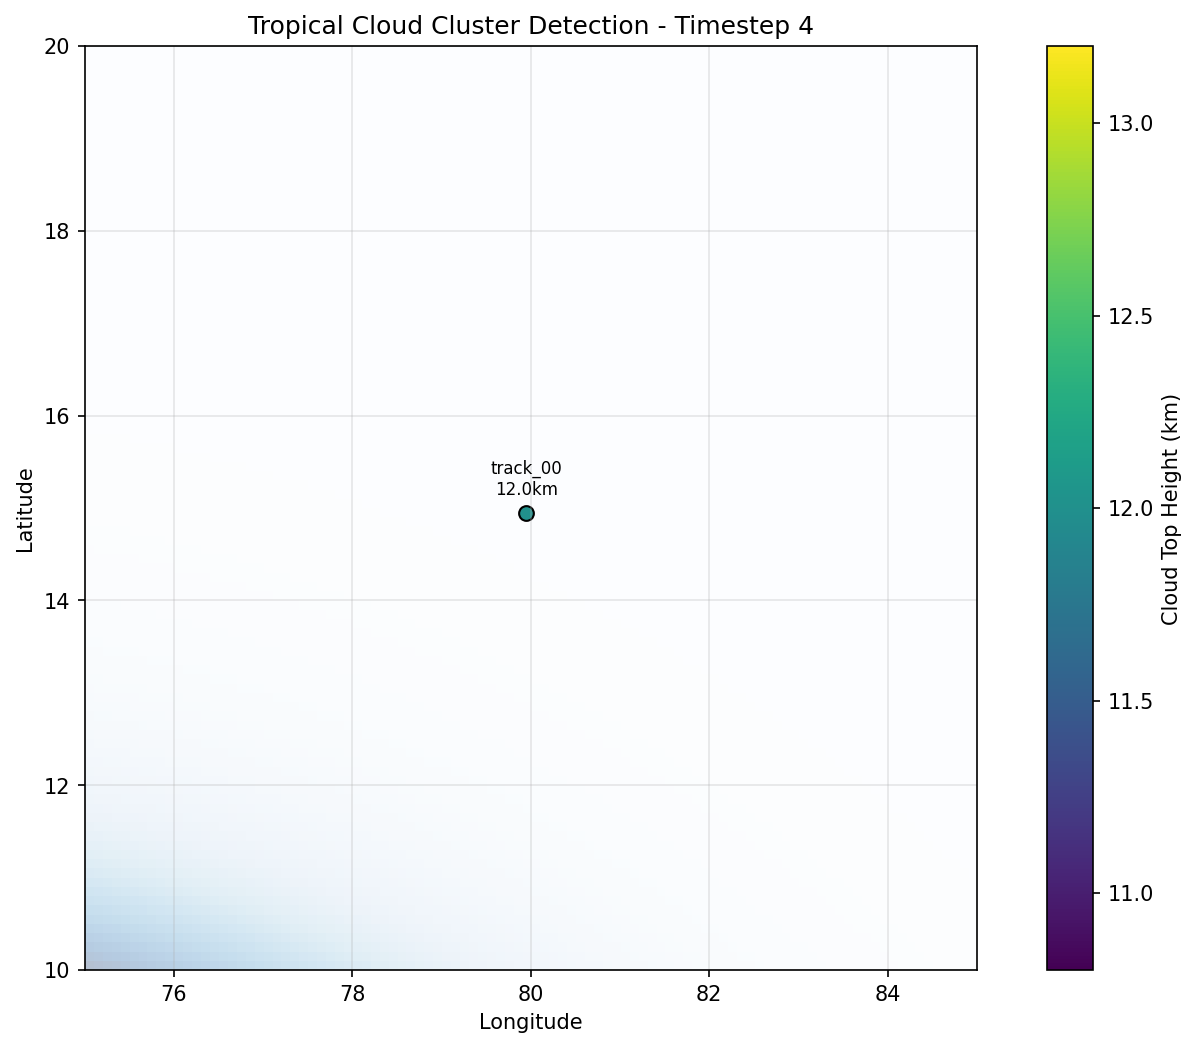 Tropical Cloud Cluster Detection - Timestep 4
20
18
16
14
12
10
Latitude
track_00
12.0km
76
78
80
82
84
Longitude
13.0
12.5
12.0
11.5
11.0
Cloud Top Height (km)